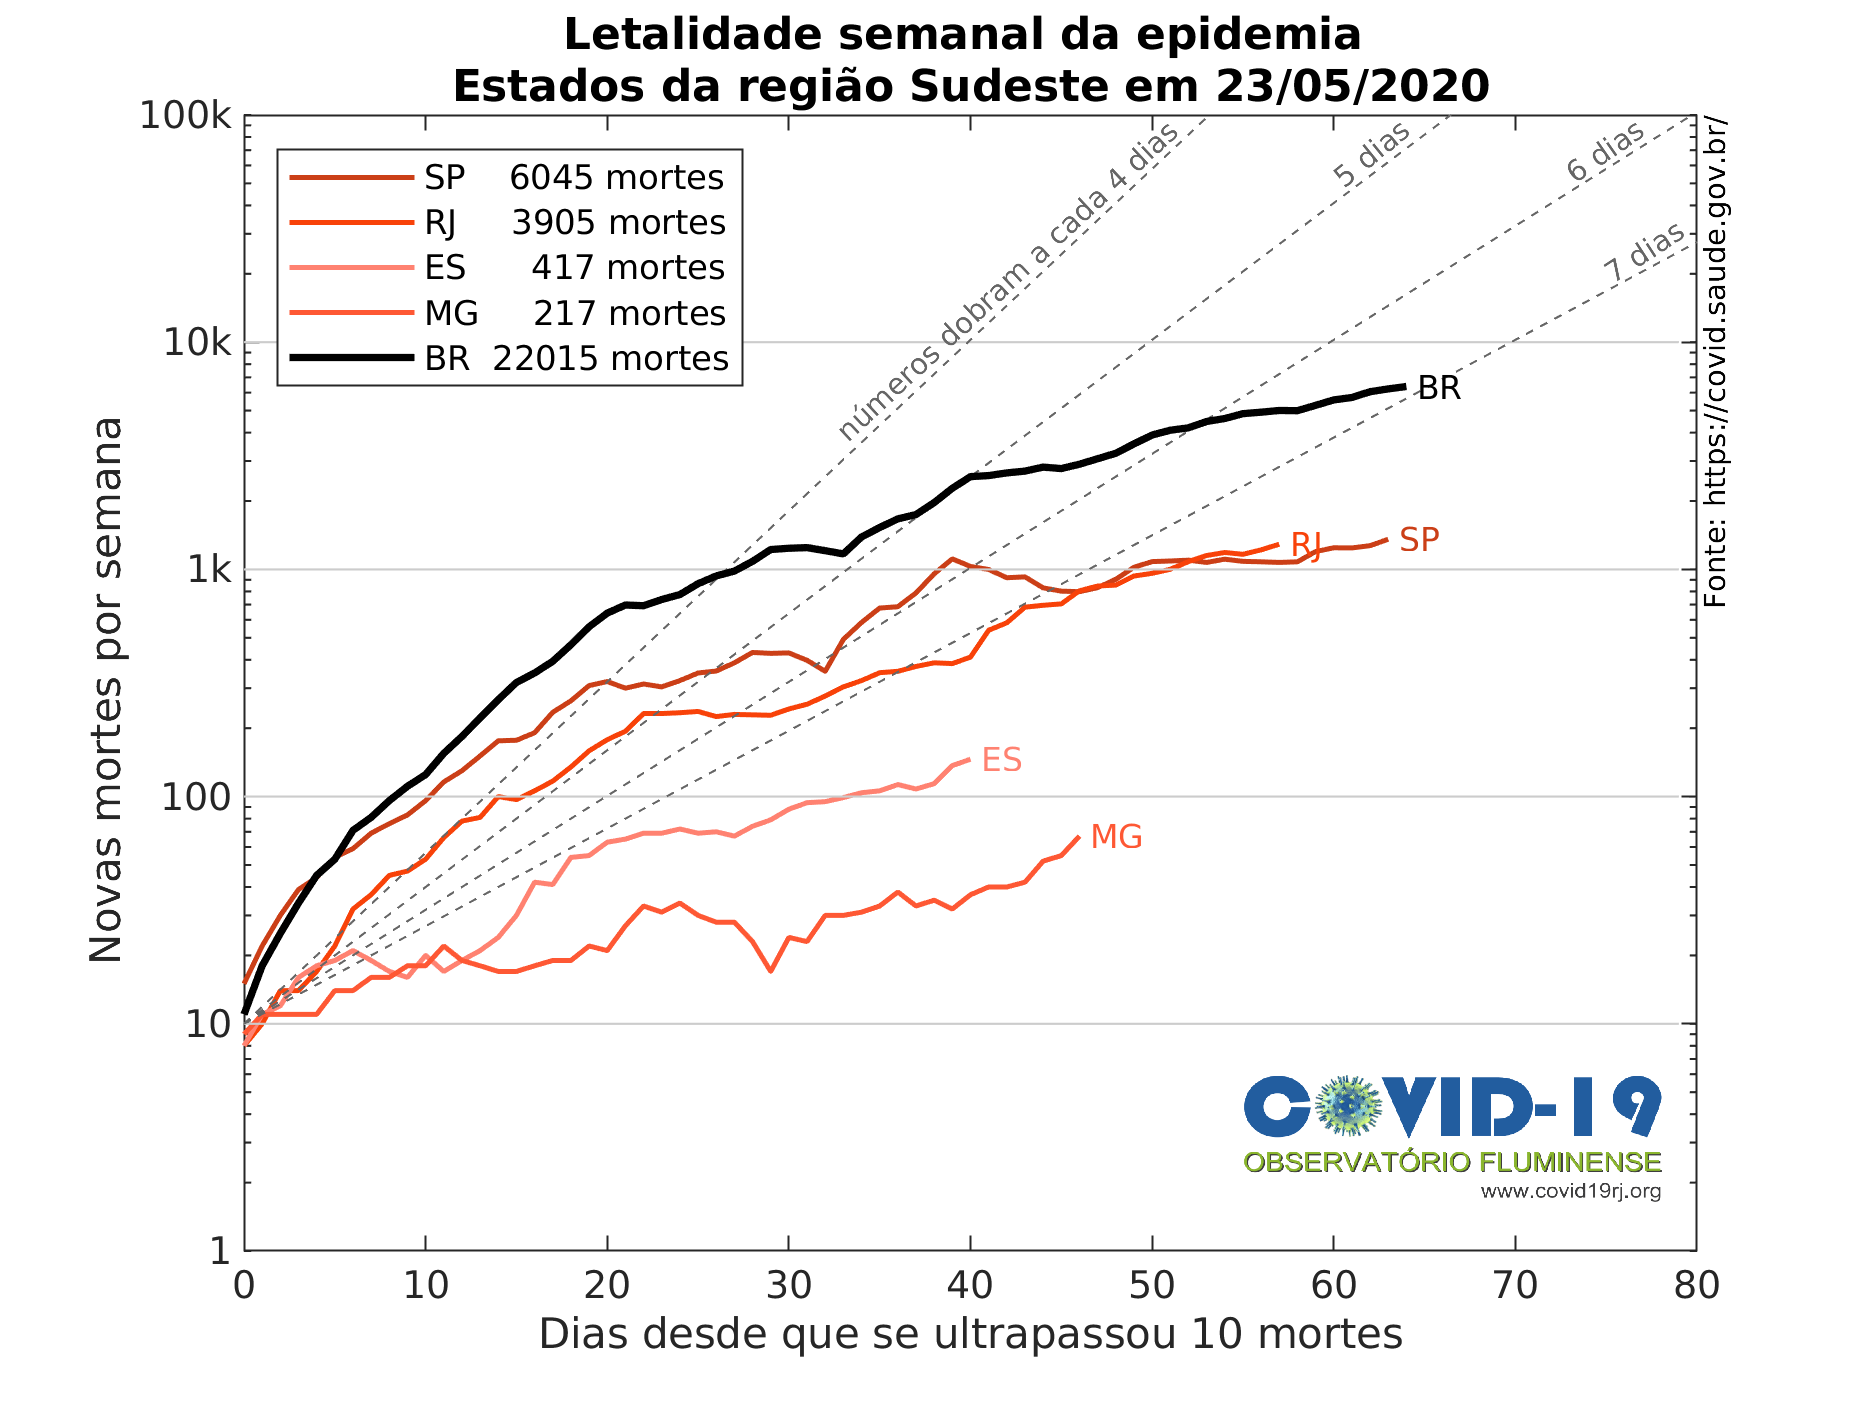 Letalidade semanal da epidemia
Estados da região Sudeste em 23/05/2020
100k
10k
1k
100
10
1
Novas mortes por semana
SP 6045 mortes
RJ 3905 mortes
ES 417 mortes
MG 217 mortes
BR 22015 mortes
números dobram a cada 4 dias
5 dias
6 dias
7 dias
BR
RJ
SP
ES
MG
Fonte: https://covid.saude.gov.br/
COVID-19
OBSERVATÓRIO FLUMINENSE
www.covid19rj.org
0 10 20 30 40 50 60 70 80
Dias desde que se ultrapassou 10 mortes